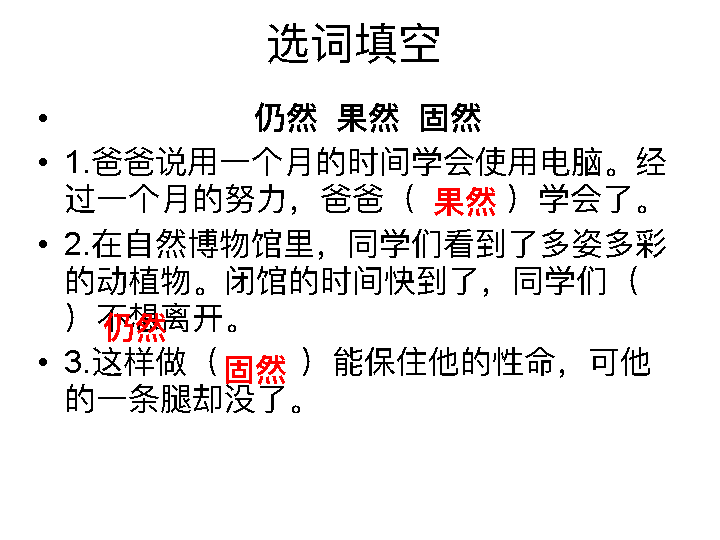 选词填空
• 仍然 果然 固然
• 1.爸爸说用一个月的时间学会使用电脑。经
过一个月的努力，爸爸（ 果然 ）学会了。
• 2.在自然博物馆里，同学们看到了多姿多彩
的动植物。闭馆的时间快到了，同学们（
）不想离开。
仍然
• 3.这样做（ 固然 ）能保住他的性命，可他
的一条腿却没了。